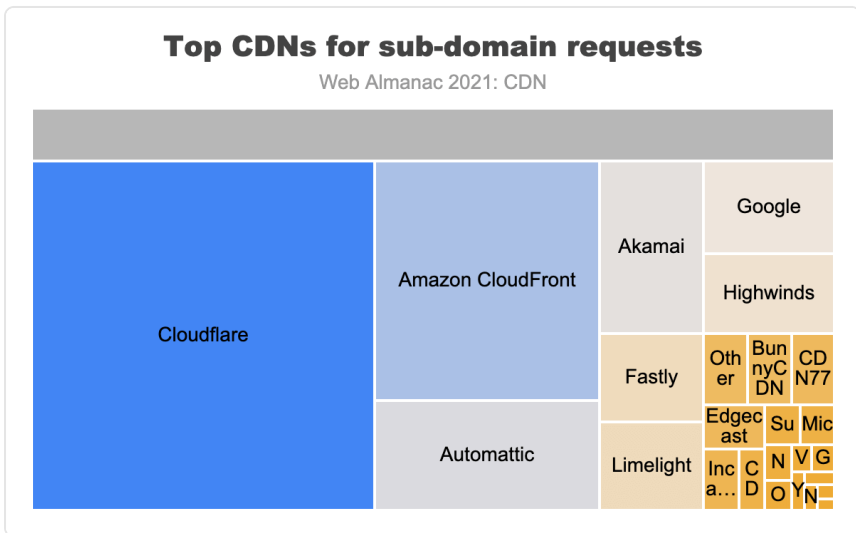 Top CDNs for sub-domain requests
Web Almanac 2021: CDN
Cloudflare
Amazon CloudFront
Automattic
Akamai
Fastly
Limelight
Google
Highwinds
Oth
er
Bun
nyC
DN
CD
N77
Edgec
ast
Su
Mic
Inc
a…
C
D
N
O
V
G
Y
N